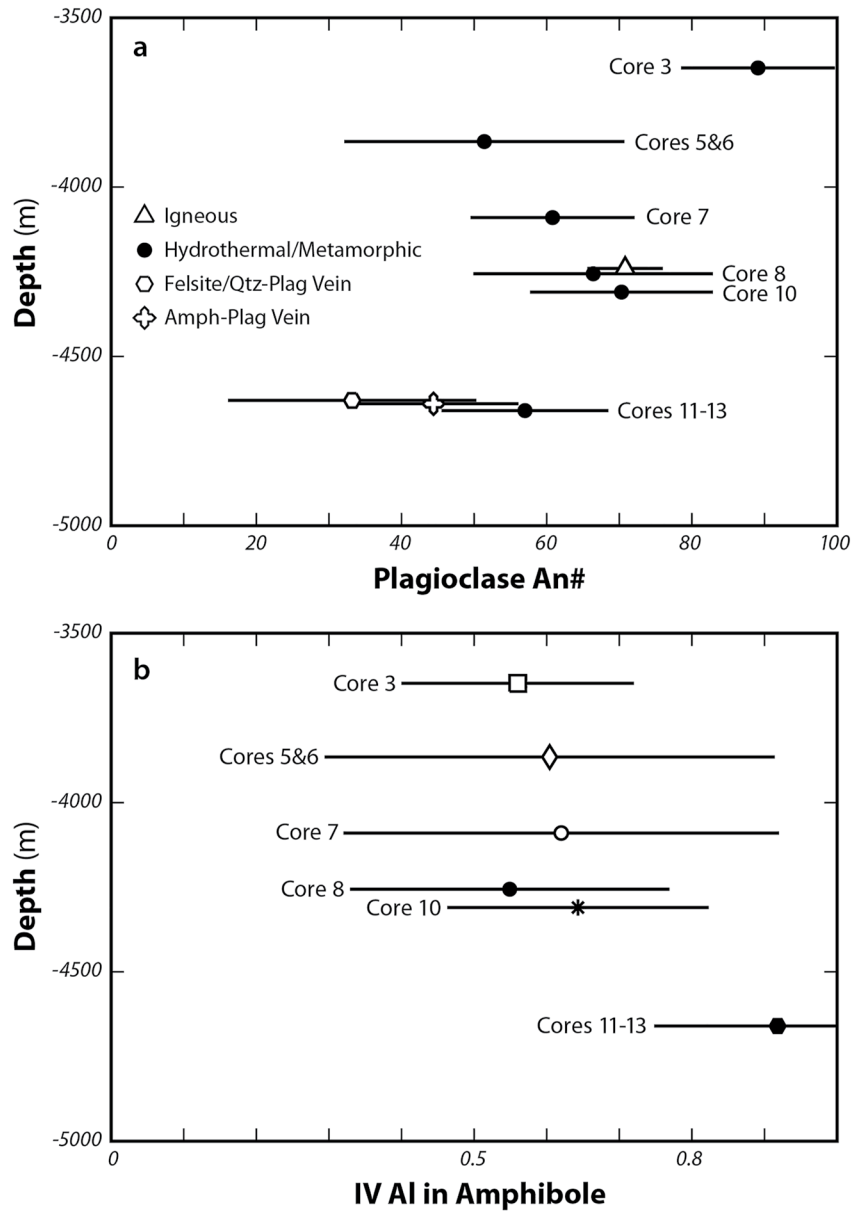 -3500
a
Core 3
Cores 5&6
-4000
Igneous
Core 7
Hydrothermal/Metamorphic
Core 8
Felsite/Qtz-Plag Vein
Core 10
Amph-Plag Vein
Depth (m)
-4500
Cores 11-13
-5000
0 20 40 60 80 100
Plagioclase An#
-3500
b
Core 3
Cores 5&6
-4000
Core 7
Core 8
Core 10
Depth (m)
-4500
Cores 11-13
-5000
0 0.5 0.8
IV Al in Amphibole